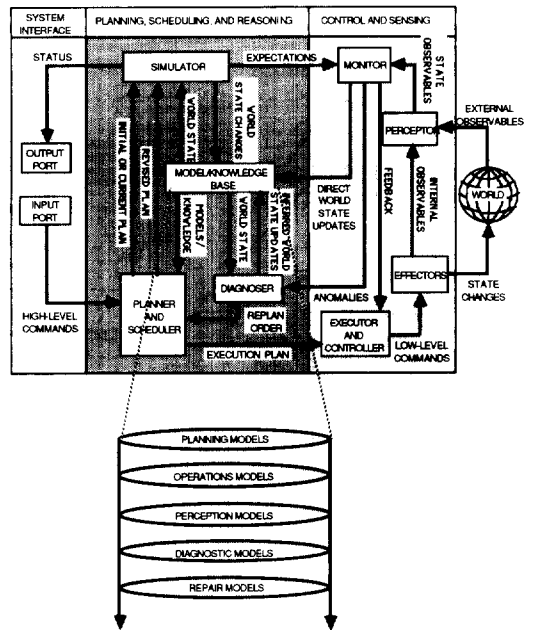 SYSTEM
INTERFACE
PLANNING, SCHEDULING, AND REASONING
CONTROL AND SENSING
STATUS
SIMULATOR
EXPECTATIONS
MONITOR
STATE
OBSERVABLES
EXTERNAL
OBSERVABLES
PERCEPTOR
OUTPUT
PORT
INPUT
PORT
INITIAL OR CURRENT PLAN
REVISED PLAN
WORLD STATE
WORLD
STATE CHANGES
MODEL/KNOWLEDGE
BASE
DIRECT
WORLD
STATE
UPDATES
FEEDBACK
INTERNAL
OBSERVABLES
WORLD
MODELS/
KNOWLEDGE
WORLD STATE
INFERRED WORLD
STATE UPDATES
EFFECTORS
STATE
CHANGES
HIGH-LEVEL
COMMANDS
PLANNER
AND
SCHEDULER
DIAGNOSER
ANOMALIES
REPLAN
ORDER
EXECUTOR
AND
CONTROLLER
LOW-LEVEL
COMMANDS
EXECUTION PLAN
PLANNING MODELS
OPERATIONS MODELS
PERCEPTION MODELS
DIAGNOSTIC MODELS
REPAIR MODELS